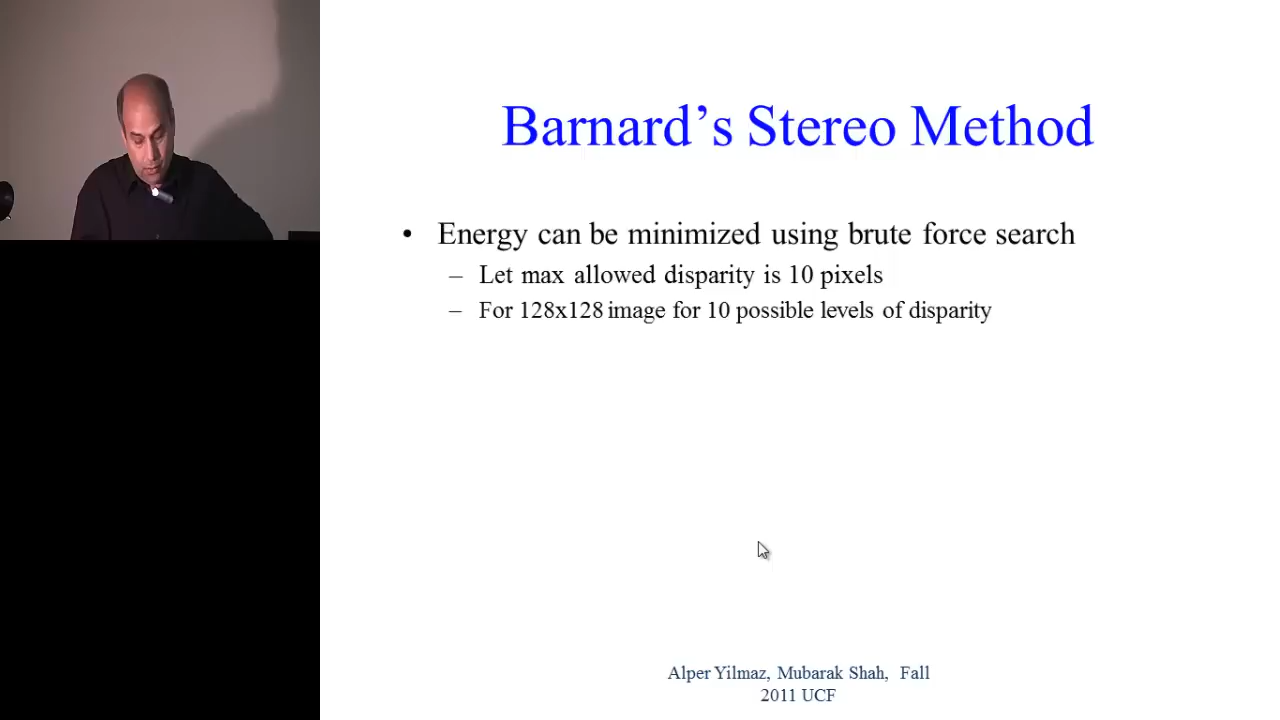 Barnard's Stereo Method
• Energy can be minimized using brute force search
– Let max allowed disparity is 10 pixels
– For 128x128 image for 10 possible levels of disparity
Alper Yilmaz, Mubarak Shah, Fall
2011 UCF